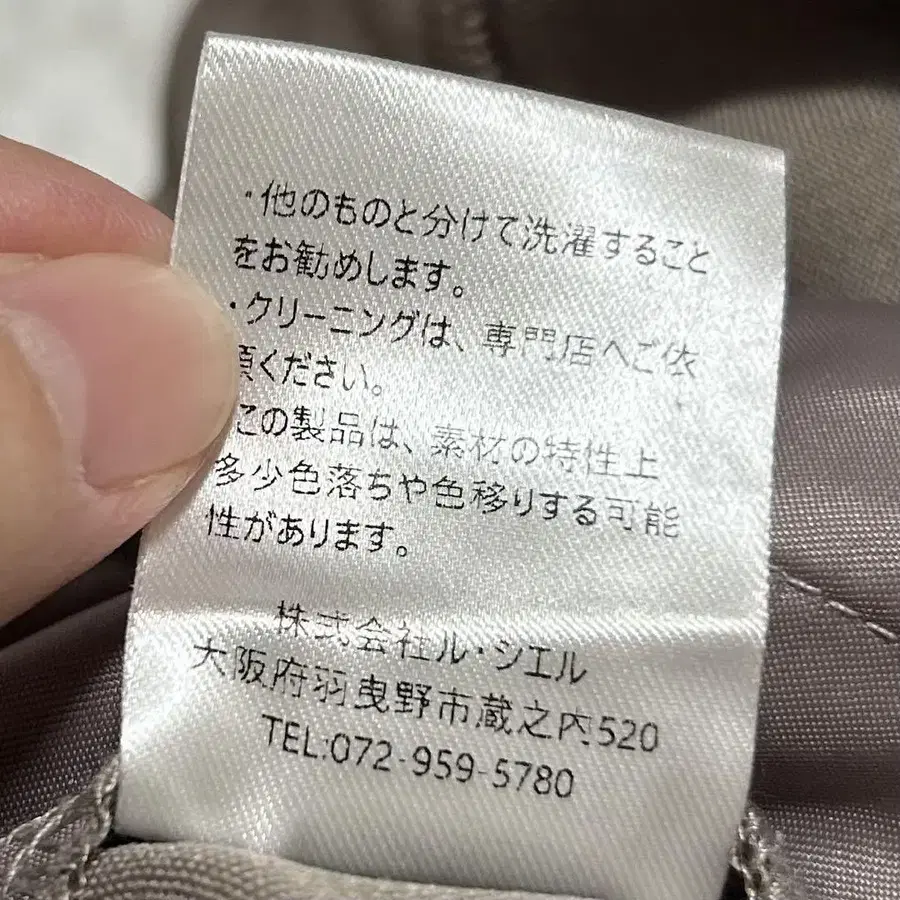 ・他のものと分けて洗濯すること
をお勧めします。
・クリーニングは、専門店へご依
頼ください。
この製品は、素材の特性上
多少色落ちや色移りする可能
性があります。
株式会社ル・シエル
大阪府羽曳野市蔵之内520
TEL:072-959-5780